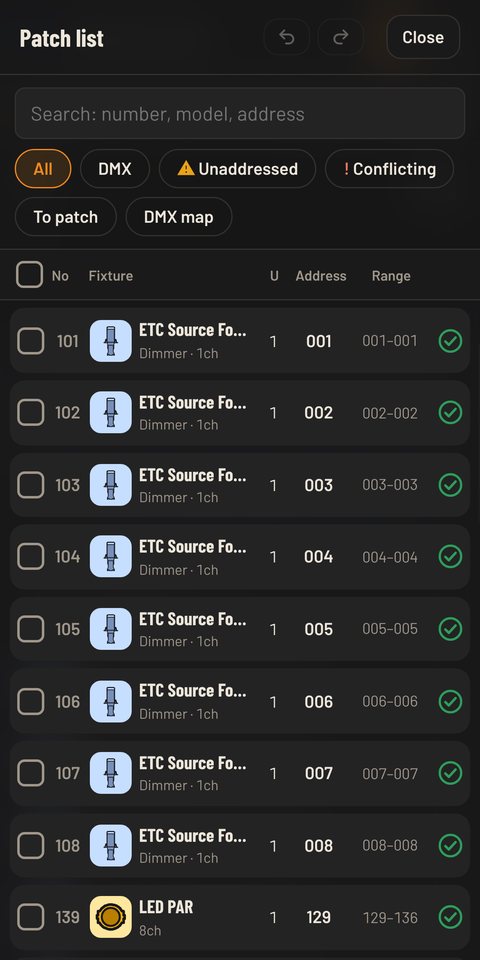 Patch list
Close
Search: number, model, address
All
DMX
Unaddressed
! Conflicting
To patch
DMX map
No Fixture U Address Range
101 ETC Source Fo... 1 001 001–001
Dimmer · 1ch
102 ETC Source Fo... 1 002 002–002
Dimmer · 1ch
103 ETC Source Fo... 1 003 003–003
Dimmer · 1ch
104 ETC Source Fo... 1 004 004–004
Dimmer · 1ch
105 ETC Source Fo... 1 005 005–005
Dimmer · 1ch
106 ETC Source Fo... 1 006 006–006
Dimmer · 1ch
107 ETC Source Fo... 1 007 007–007
Dimmer · 1ch
108 ETC Source Fo... 1 008 008–008
Dimmer · 1ch
139 LED PAR 1 129 129–136
8ch